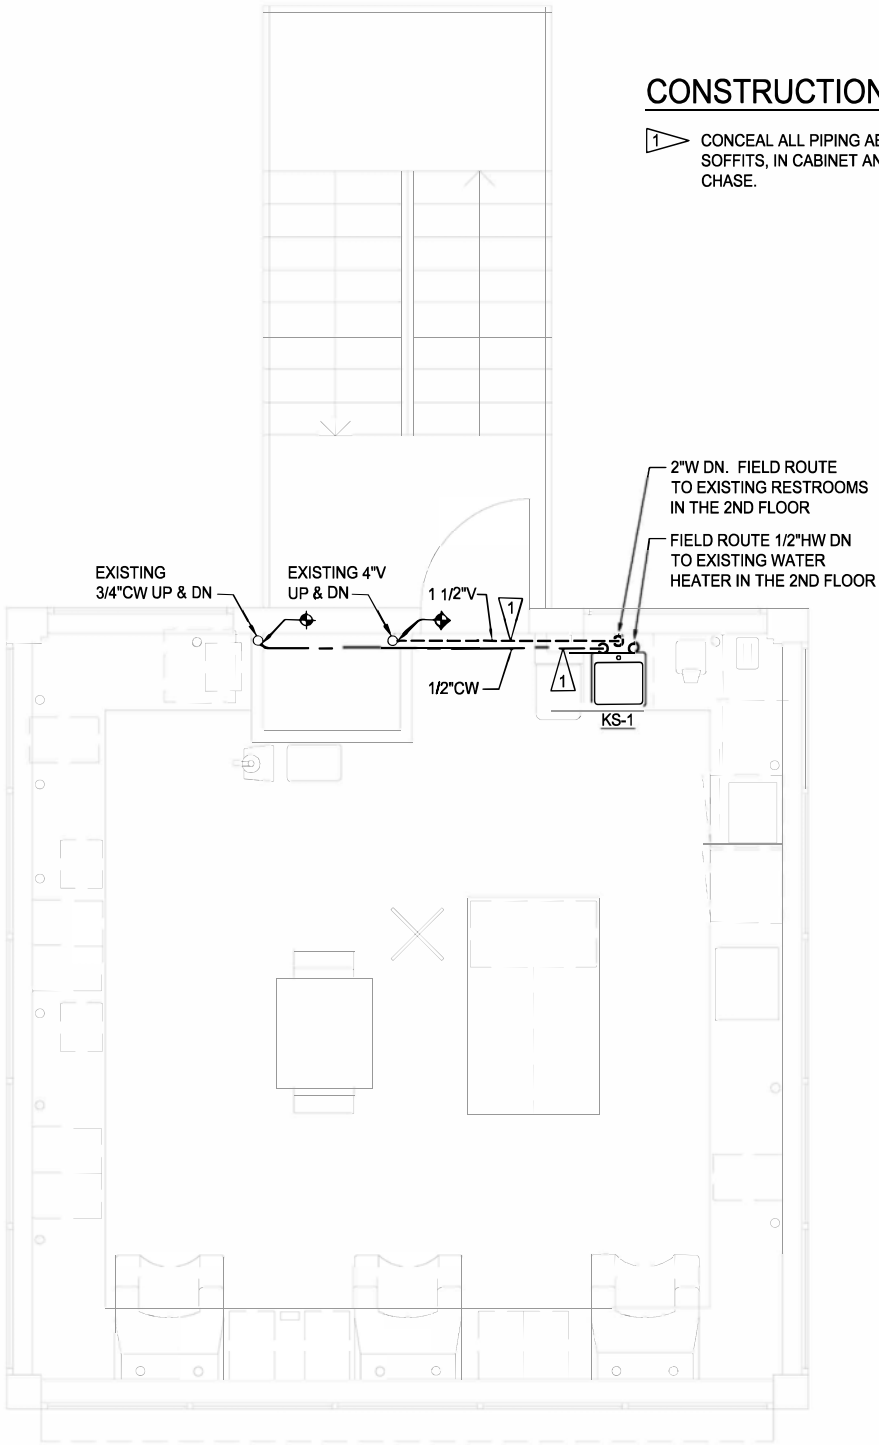 CONSTRUCTION
1 CONCEAL ALL PIPING
SOFFITS, IN CABINET
CHASE.
2"W DN. FIELD ROUTE
TO EXISTING RESTROOMS
IN THE 2ND FLOOR
FIELD ROUTE 1/2"HW DN
TO EXISTING WATER
HEATER IN THE 2ND FLOOR
EXISTING
3/4"CW UP & DN
EXISTING 4"V
UP & DN
1 1/2"V
1
1/2"CW
1
KS-1